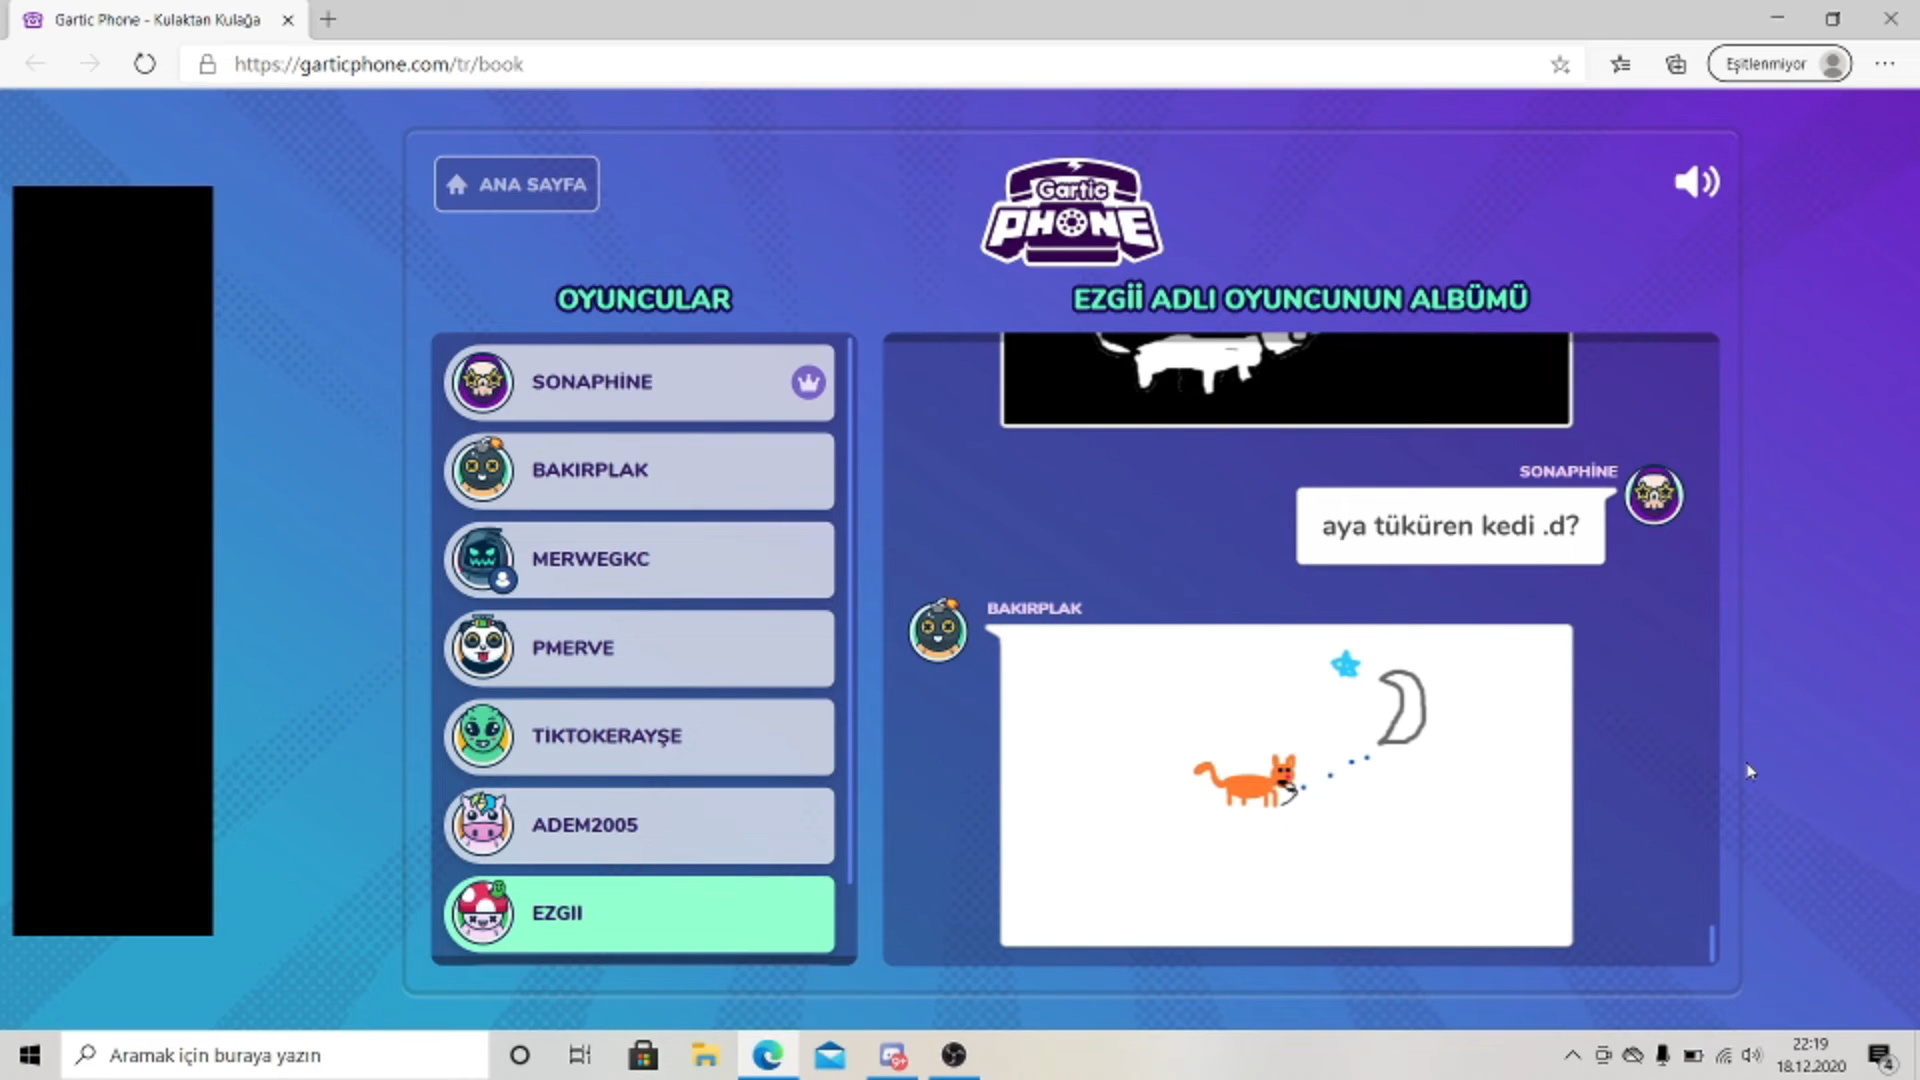 Gartic Phone - Kulaktan Kulağa
https://garticphone.com/tr/book
Eşitlenmiyor
ANA SAYFA
Gartic
PHONE
OYUNCULAR
EZGİİ ADLI OYUNCUNUN ALBÜMÜ
SONAPHİNE
BAKIRPLAK
MERWEGKC
PMERVE
TİKTOKERAYŞE
ADEM2005
EZGII
SONAPHİNE
aya tüküren kedi .d?
BAKIRPLAK
Aramak için buraya yazın
22:19
18.12.2020
4